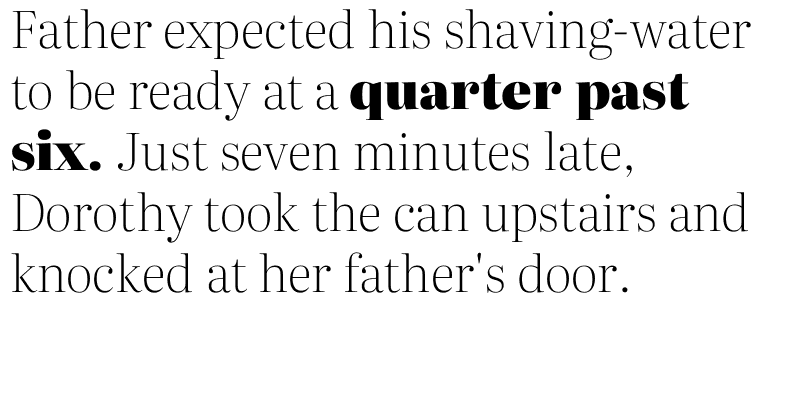 Father expected his shaving-water
to be ready at a quarter past
six. Just seven minutes late,
Dorothy took the can upstairs and
knocked at her father's door.